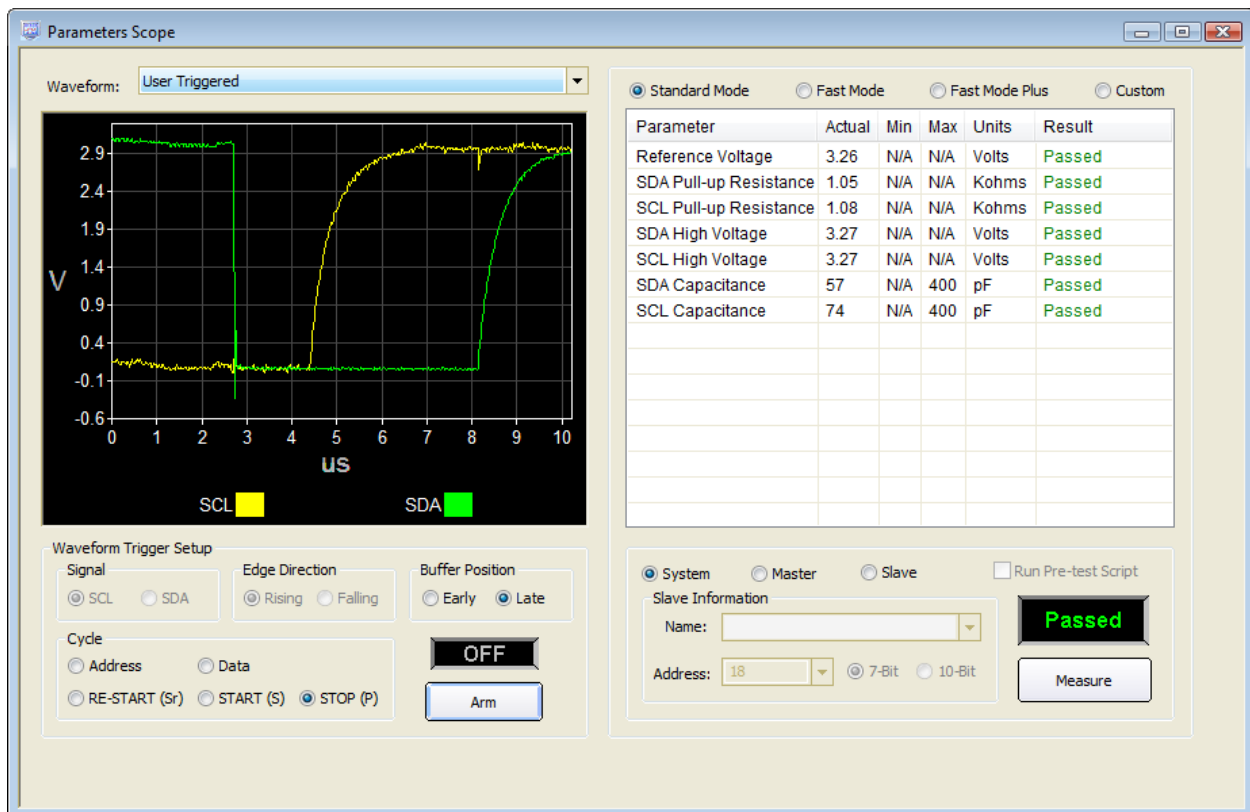 Parameters Scope
Waveform: User Triggered
2.9
2.4
1.9
1.4
V
0.9
0.4
-0.1
-0.6
0 1 2 3 4 5 6 7 8 9 10
us
SCL SDA
Waveform Trigger Setup
Signal
SCL SDA
Edge Direction
Rising Falling
Buffer Position
Early Late
Cycle
Address Data
RE-START (Sr) START (S) STOP (P)
OFF
Arm
Standard Mode Fast Mode Fast Mode Plus Custom
Parameter Actual Min Max Units Result
Reference Voltage 3.26 N/A N/A Volts Passed
SDA Pull-up Resistance 1.05 N/A N/A Kohms Passed
SCL Pull-up Resistance 1.08 N/A N/A Kohms Passed
SDA High Voltage 3.27 N/A N/A Volts Passed
SCL High Voltage 3.27 N/A N/A Volts Passed
SDA Capacitance 57 N/A 400 pF Passed
SCL Capacitance 74 N/A 400 pF Passed
System Master Slave Run Pre-test Script
Slave Information
Name:
Address: 18 7-Bit 10-Bit
Passed
Measure